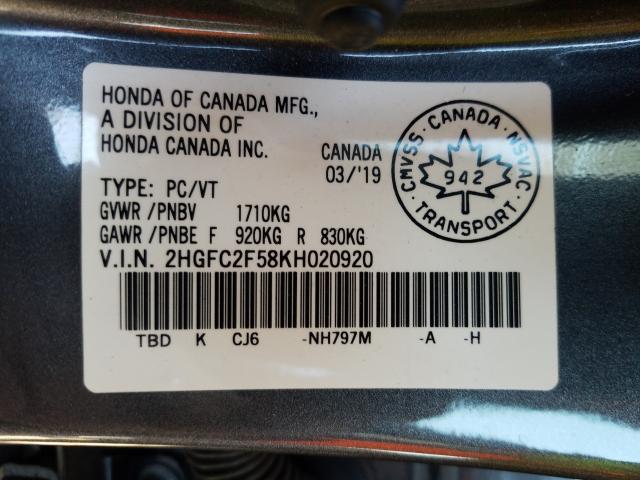 HONDA OF CANADA MFG.,
A DIVISION OF
HONDA CANADA INC.
CANADA
03/'19
TYPE: PC/VT
GVWR /PNBV 1710KG
GAWR /PNBE F 920KG R 830KG
V.I.N. 2HGFC2F58KH020920
TBD K CJ6 -NH797M -A -H
CMVSS · CANADA · NSVAC
942
· TRANSPORT ·